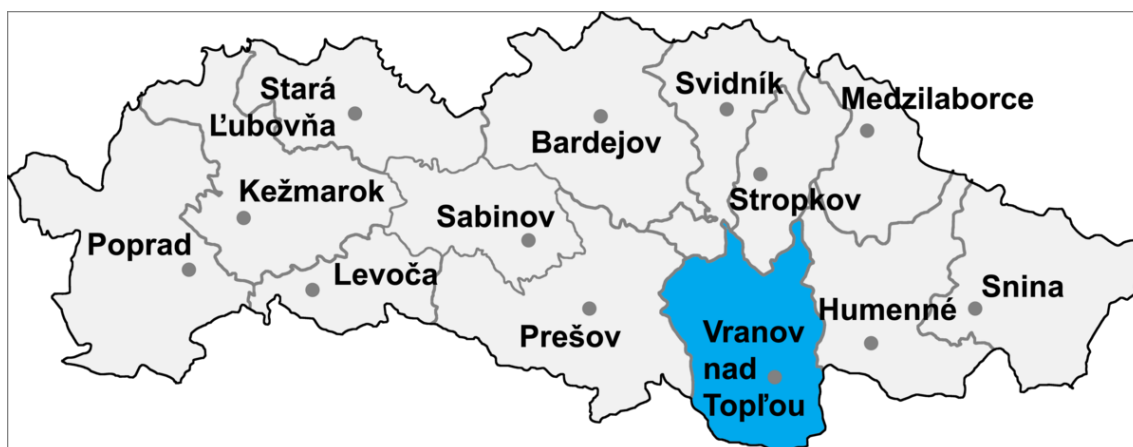 Stará
Ľubovňa
Svidník
Medzilaborce
Bardejov
Kežmarok
Stropkov
Sabinov
Poprad
Levoča
Snina
Humenné
Prešov
Vranov
nad
Topľou